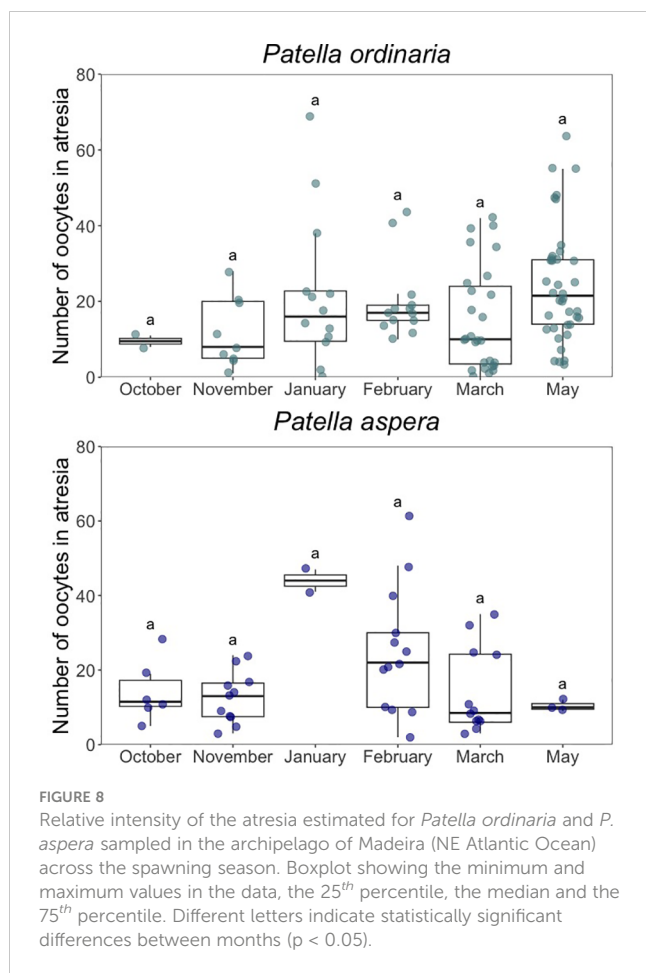 Patella ordinaria
Number of oocytes in atresia
80
60
40
20
0
a
a
a
a
a
a
October
November
January
February
March
May
Patella aspera
Number of oocytes in atresia
80
60
40
20
0
a
a
a
a
a
a
October
November
January
February
March
May
FIGURE 8
Relative intensity of the atresia estimated for Patella ordinaria and P.
aspera sampled in the archipelago of Madeira (NE Atlantic Ocean)
across the spawning season. Boxplot showing the minimum and
maximum values in the data, the 25th percentile, the median and the
75th percentile. Different letters indicate statistically significant
differences between months (p < 0.05).